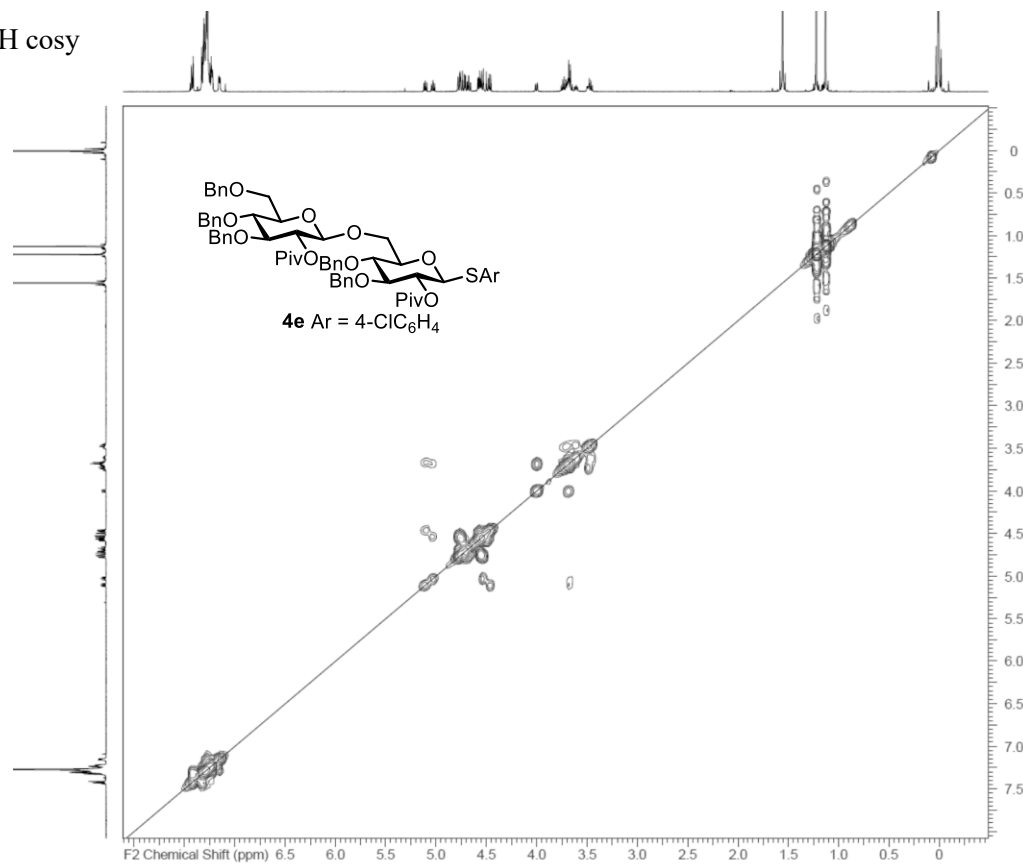 H cosy
BnO
BnO
BnO
O
O
PivO
BnO
BnO
O
SAr
PivO
4e Ar = 4-ClC6H4
0
0.5
1.0
1.5
2.0
2.5
3.0
3.5
4.0
4.5
5.0
5.5
6.0
6.5
7.0
7.5
F2 Chemical Shift (ppm) 6.5 6.0 5.5 5.0 4.5 4.0 3.5 3.0 2.5 2.0 1.5 1.0 0.5